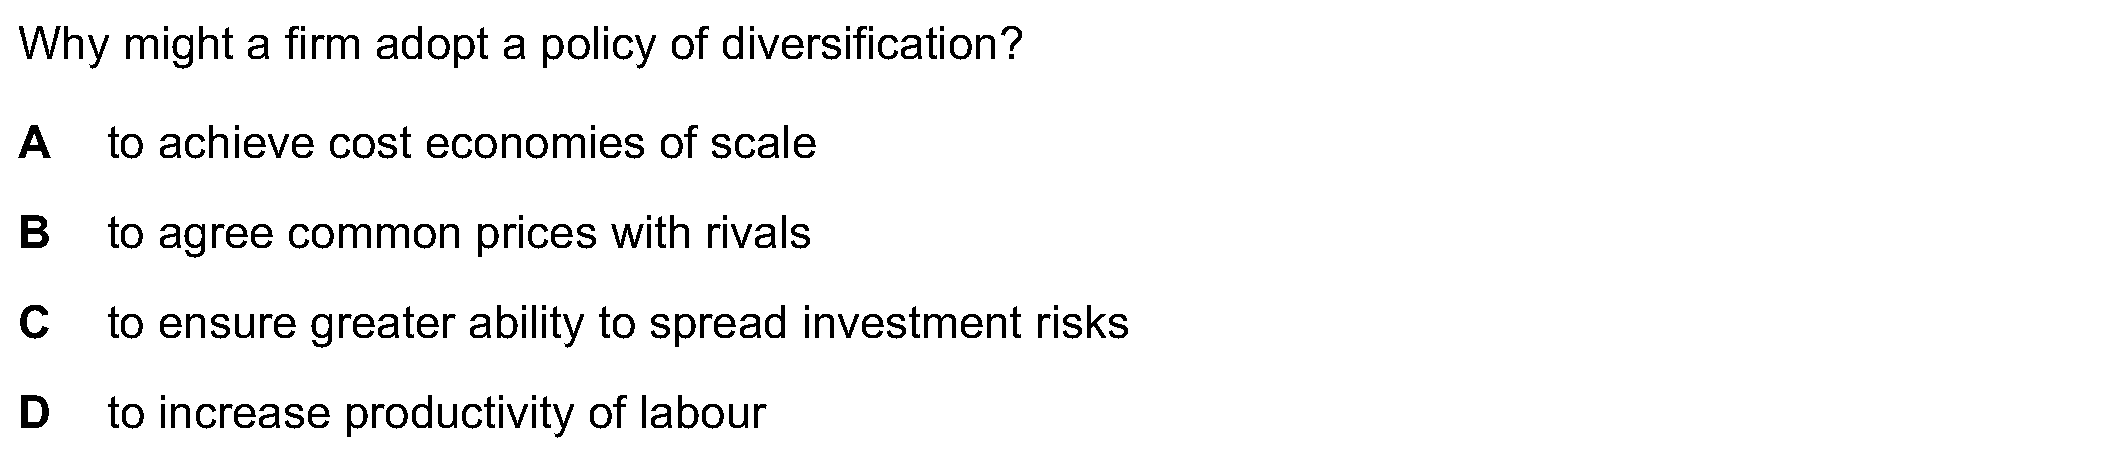 Why might a firm adopt a policy of diversification?
A to achieve cost economies of scale
B to agree common prices with rivals
C to ensure greater ability to spread investment risks
D to increase productivity of labour